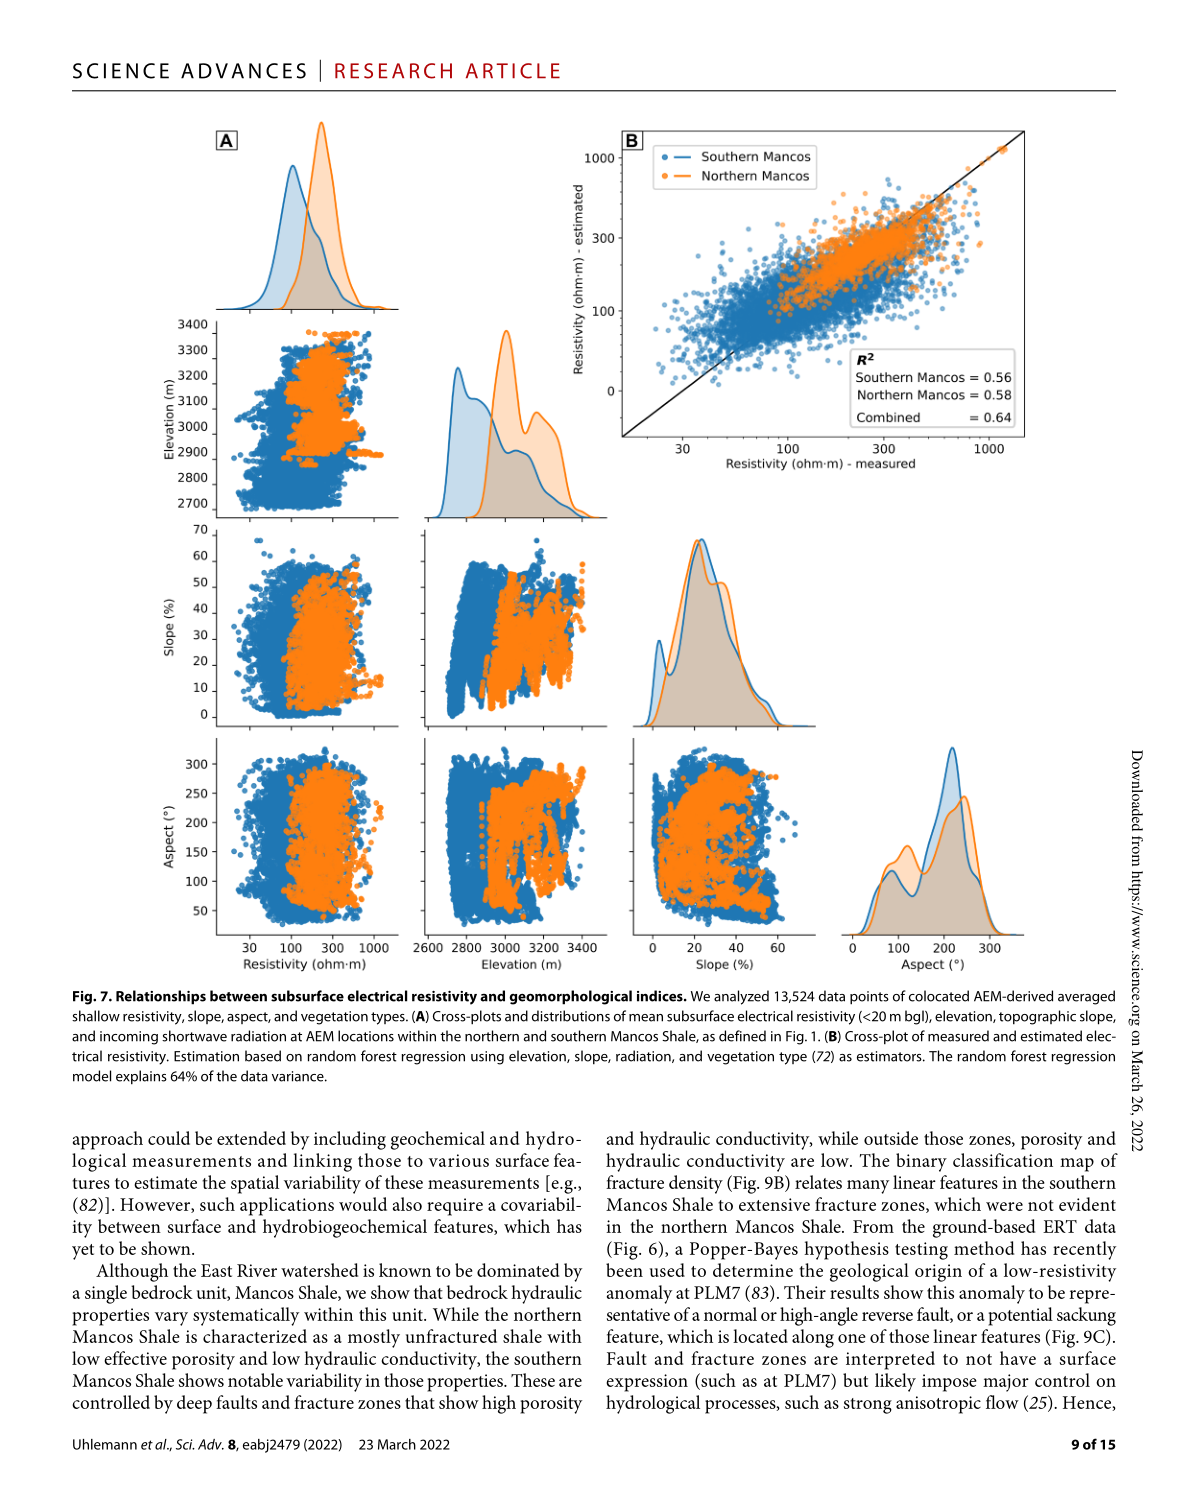 SCIENCE ADVANCES | RESEARCH ARTICLE
A
Elevation (m)
3400
3300
3200
3100
3000
2900
2800
2700
Slope (%)
70
60
50
40
30
20
10
0
Aspect (°)
300
250
200
150
100
50
30 100 300 1000
Resistivity (ohm·m)
2600 2800 3000 3200 3400
Elevation (m)
0 20 40 60
Slope (%)
0 100 200 300
Aspect (°)
B
Southern Mancos
Northern Mancos
Resistivity (ohm·m) - estimated
1000
300
100
0
R²
Southern Mancos = 0.56
Northern Mancos = 0.58
Combined = 0.64
30 100 300 1000
Resistivity (ohm·m) - measured
Fig. 7. Relationships between subsurface electrical resistivity and geomorphological indices. We analyzed 13,524 data points of colocated AEM-derived averaged
shallow resistivity, slope, aspect, and vegetation types. (A) Cross-plots and distributions of mean subsurface electrical resistivity (<20 m bgl), elevation, topographic slope,
and incoming shortwave radiation at AEM locations within the northern and southern Mancos Shale, as defined in Fig. 1. (B) Cross-plot of measured and estimated elec-
trical resistivity. Estimation based on random forest regression using elevation, slope, radiation, and vegetation type (72) as estimators. The random forest regression
model explains 64% of the data variance.
approach could be extended by including geochemical and hydro-
logical measurements and linking those to various surface fea-
tures to estimate the spatial variability of these measurements [e.g.,
(82)]. However, such applications would also require a covariabil-
ity between surface and hydrobiogeochemical features, which has
yet to be shown.
Although the East River watershed is known to be dominated by
a single bedrock unit, Mancos Shale, we show that bedrock hydraulic
properties vary systematically within this unit. While the northern
Mancos Shale is characterized as a mostly unfractured shale with
low effective porosity and low hydraulic conductivity, the southern
Mancos Shale shows notable variability in those properties. These are
controlled by deep faults and fracture zones that show high porosity
and hydraulic conductivity, while outside those zones, porosity and
hydraulic conductivity are low. The binary classification map of
fracture density (Fig. 9B) relates many linear features in the southern
Mancos Shale to extensive fracture zones, which were not evident
in the northern Mancos Shale. From the ground-based ERT data
(Fig. 6), a Popper-Bayes hypothesis testing method has recently
been used to determine the geological origin of a low-resistivity
anomaly at PLM7 (83). Their results show this anomaly to be repre-
sentative of a normal or high-angle reverse fault, or a potential sackung
feature, which is located along one of those linear features (Fig. 9C).
Fault and fracture zones are interpreted to not have a surface
expression (such as at PLM7) but likely impose major control on
hydrological processes, such as strong anisotropic flow (25). Hence,
Uhlemann et al., Sci. Adv. 8, eabj2479 (2022) 23 March 2022
9 of 15
Downloaded from https://www.science.org on March 26, 2022